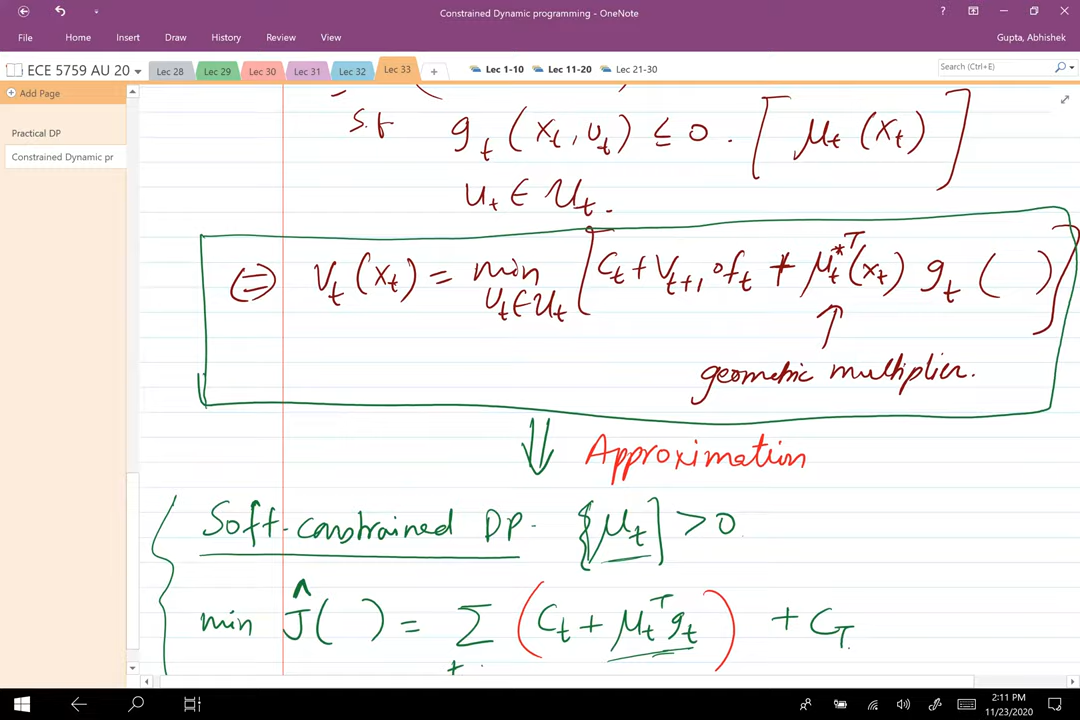 Constrained Dynamic programming - OneNote
?
File Home Insert Draw History Review View
Gupta, Abhishek
ECE 5759 AU 20
Lec 28 Lec 29 Lec 30 Lec 31 Lec 32 Lec 33 +
Lec 1-10 Lec 11-20 Lec 21-30
Search (Ctrl+E)
Add Page
Practical DP
Constrained Dynamic pr
s.t g_t (x_t, u_t) ≤ 0. [ μ_t (x_t) ]
u_t ∈ U_t.
(=) V_t (x_t) = min_{u_t ∈ U_t} [ C_t + V_{t+1} o f_t + μ_t^{*T} (x_t) g_t ( ) ]
geometric multiplier.
⇓ Approximation
Soft-constrained DP. {μ_t} > 0
min Ĵ ( ) = Σ_t ( C_t + μ_t^T g_t ) + C_T
2:11 PM
11/23/2020